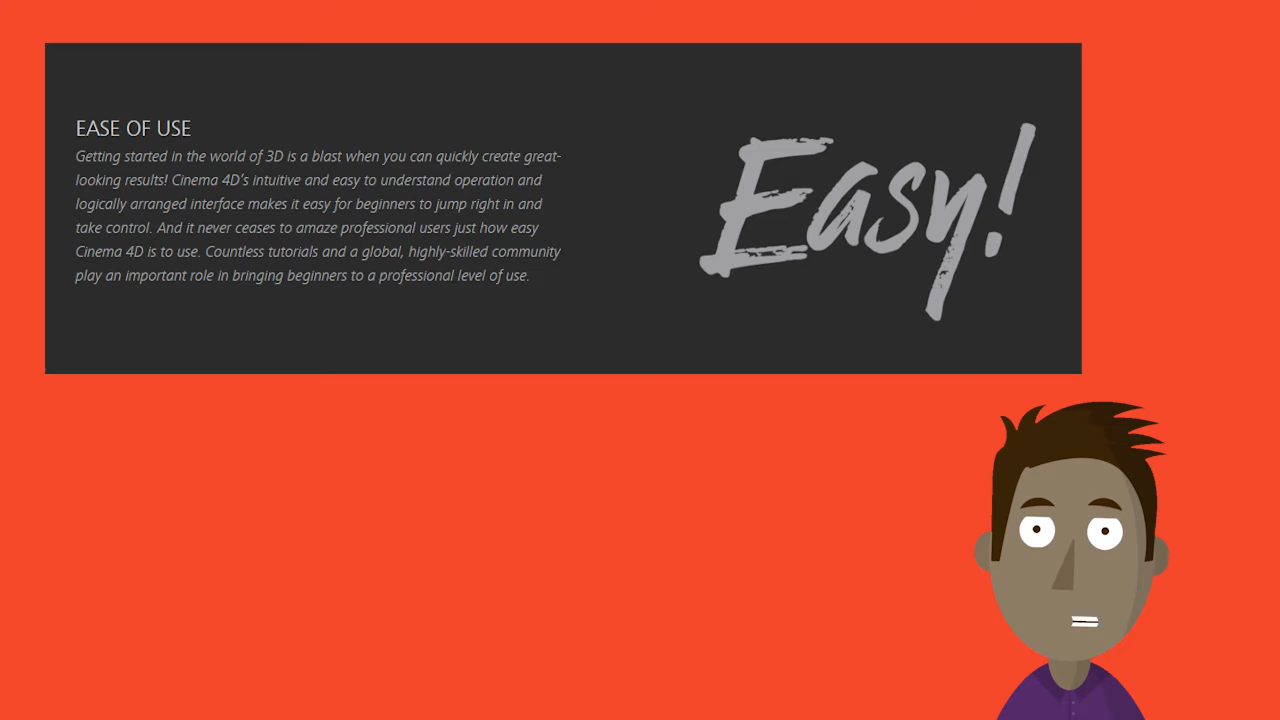 EASE OF USE
Getting started in the world of 3D is a blast when you can quickly create great-
looking results! Cinema 4D's intuitive and easy to understand operation and
logically arranged interface makes it easy for beginners to jump right in and
take control. And it never ceases to amaze professional users just how easy
Cinema 4D is to use. Countless tutorials and a global, highly-skilled community
play an important role in bringing beginners to a professional level of use.
Easy!